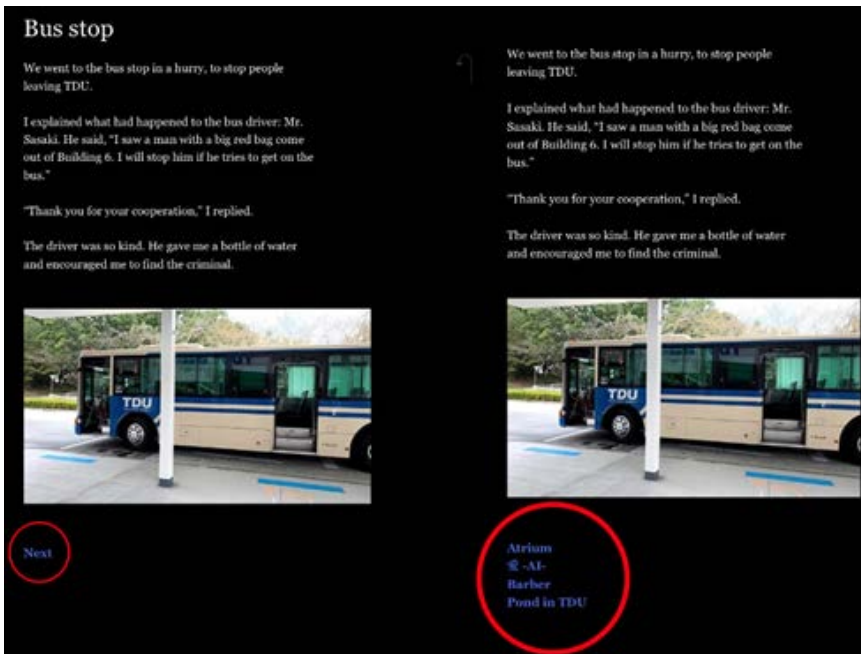 Bus stop
We went to the bus stop in a hurry, to stop people
leaving TDU.
I explained what had happened to the bus driver: Mr.
Sasaki. He said, “I saw a man with a big red bag come
out of Building 6. I will stop him if he tries to get on the
bus.”
“Thank you for your cooperation,” I replied.
The driver was so kind. He gave me a bottle of water
and encouraged me to find the criminal.
TDU
Next
We went to the bus stop in a hurry, to stop people
leaving TDU.
I explained what had happened to the bus driver: Mr.
Sasaki. He said, “I saw a man with a big red bag come
out of Building 6. I will stop him if he tries to get on the
bus.”
“Thank you for your cooperation,” I replied.
The driver was so kind. He gave me a bottle of water
and encouraged me to find the criminal.
TDU
Atrium
愛 -AI-
Barber
Pond in TDU